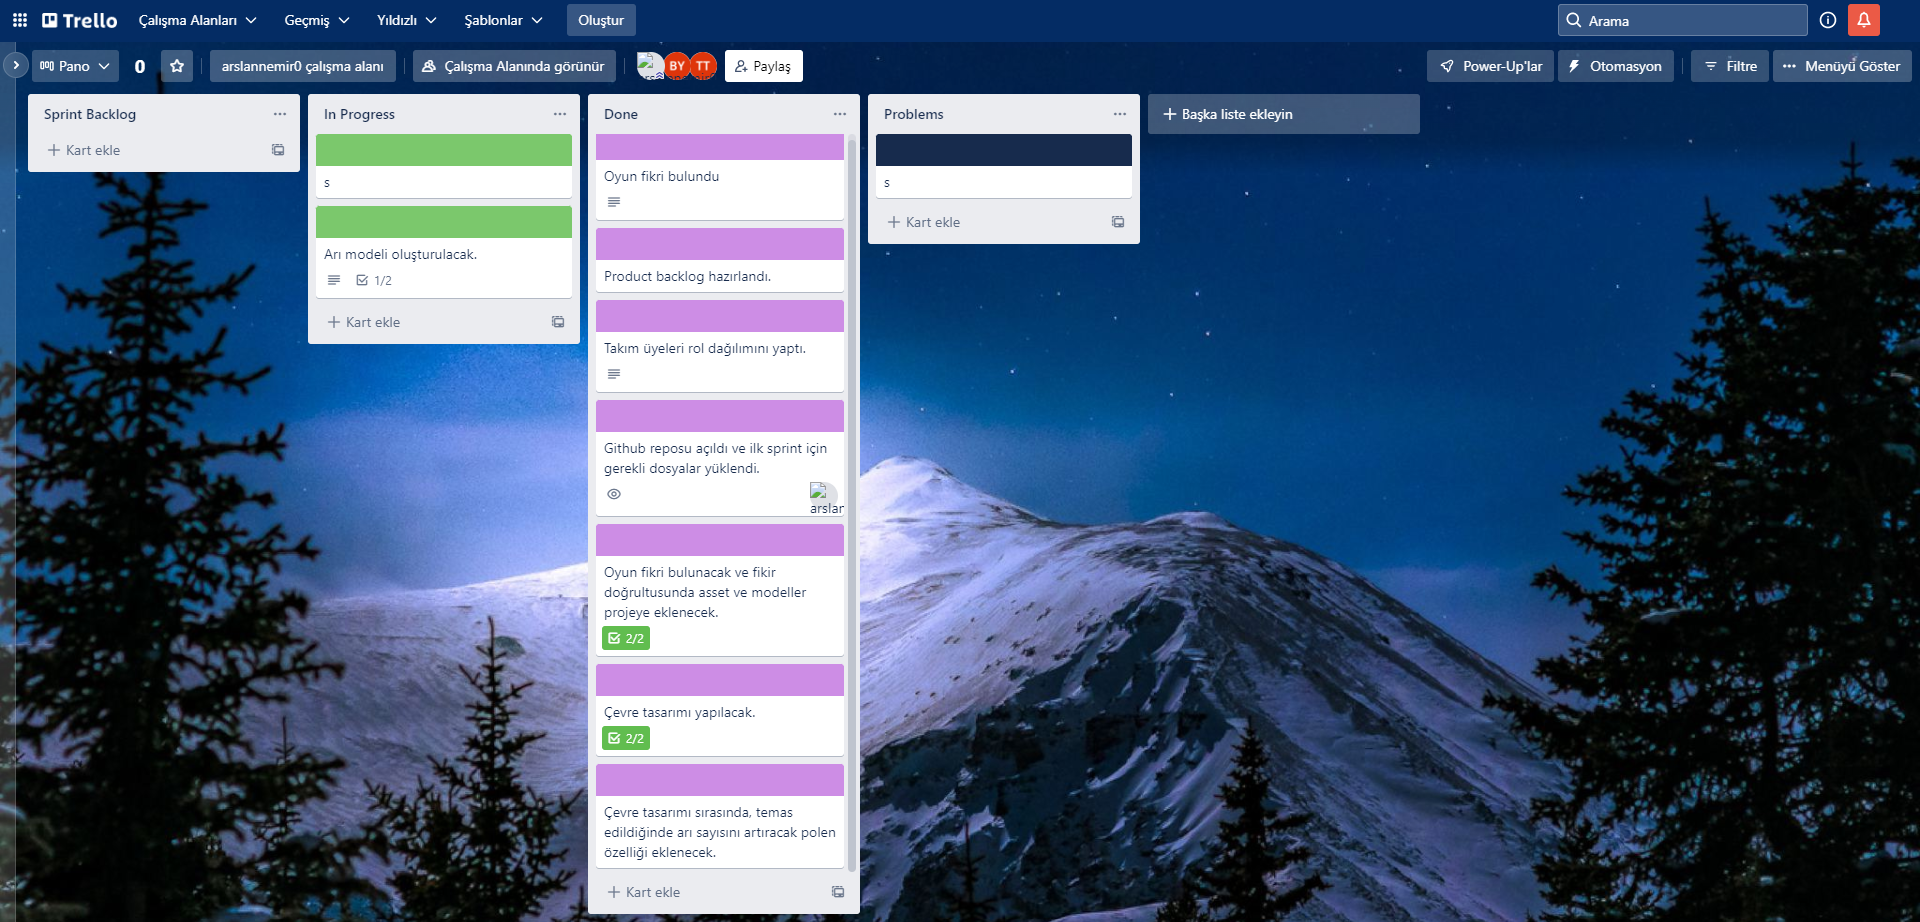 Trello
Çalışma Alanları
Geçmiş
Yıldızlı
Şablonlar
Oluştur
Arama
Pano
0
arslannemir0 çalışma alanı
Çalışma Alanında görünür
BY
TT
Paylaş
Power-Up'lar
Otomasyon
Filtre
Menüyü Göster
Sprint Backlog
Kart ekle
In Progress
s
Arı modeli oluşturulacak.
1/2
Kart ekle
Done
Oyun fikri bulundu
Product backlog hazırlandı.
Takım üyeleri rol dağılımını yaptı.
Github reposu açıldı ve ilk sprint için
gerekli dosyalar yüklendi.
arslan
Oyun fikri bulunacak ve fikir
doğrultusunda asset ve modeller
projeye eklenecek.
2/2
Çevre tasarımı yapılacak.
2/2
Çevre tasarımı sırasında, temas
edildiğinde arı sayısını artıracak polen
özelliği eklenecek.
Kart ekle
Problems
s
Kart ekle
Başka liste ekleyin